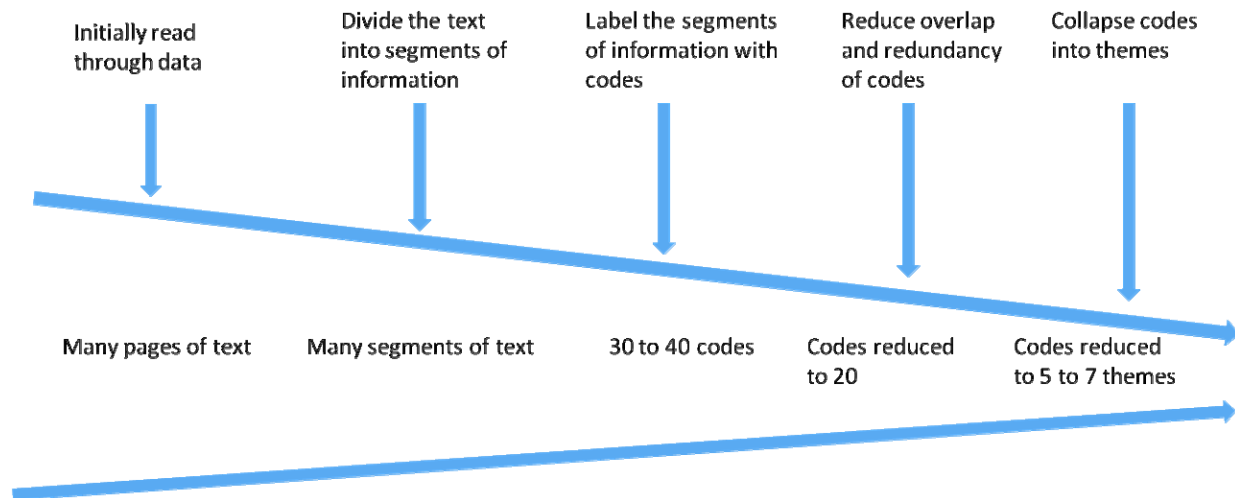 Initially read
through data
Divide the text
into segments of
information
Label the segments
of information with
codes
Reduce overlap
and redundancy
of codes
Collapse codes
into themes
Many pages of text
Many segments of text
30 to 40 codes
Codes reduced
to 20
Codes reduced
to 5 to 7 themes